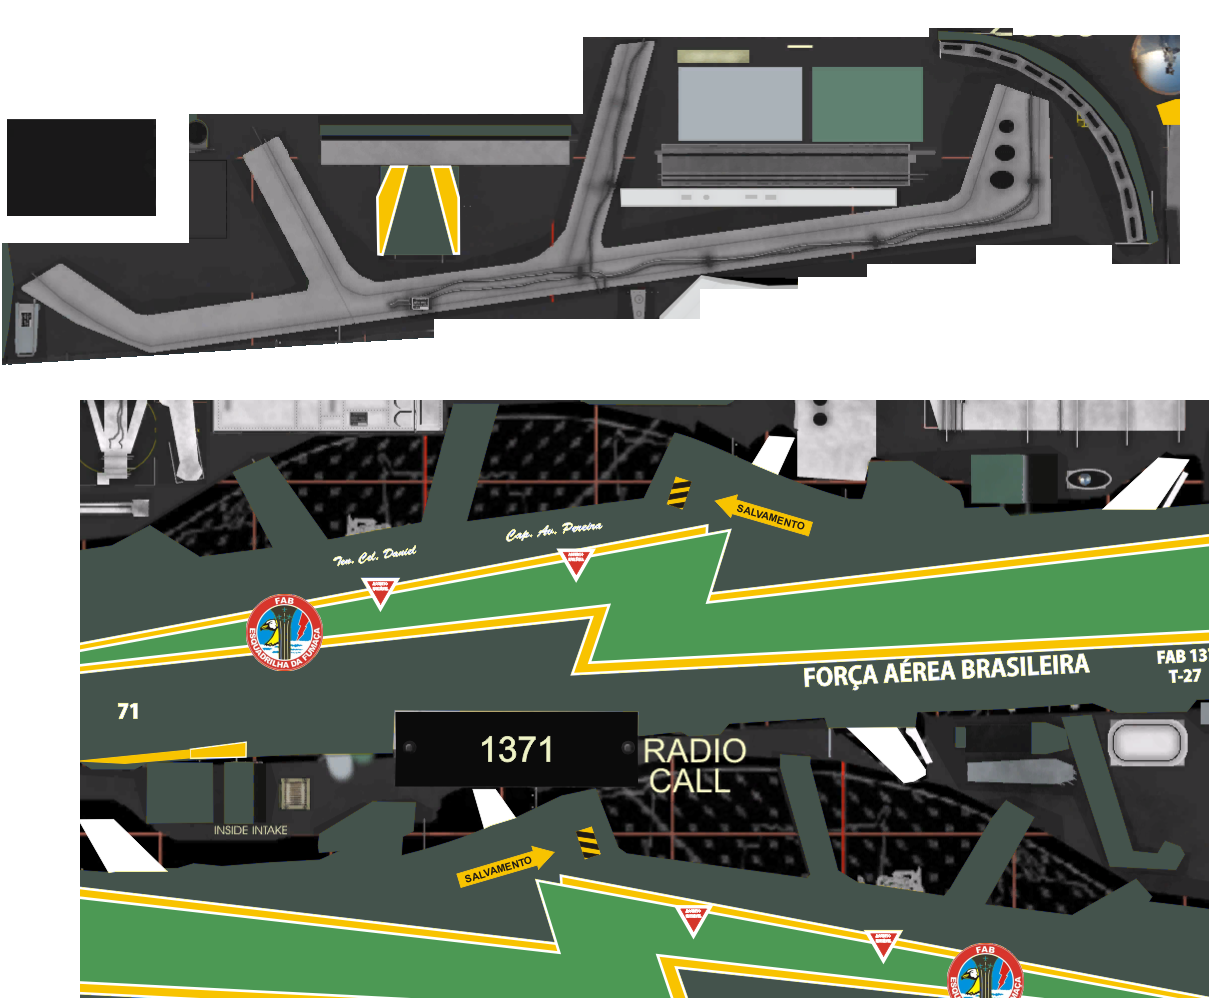 SALVAMENTO
Cap. Av. Pereira
Ten. Cel. Daniel
FAB
ESQUADRILHA DA FUMAÇA
FORÇA AÉREA BRASILEIRA
FAB 13
T-27
71
1371
RADIO
CALL
INSIDE INTAKE
SALVAMENTO
FAB